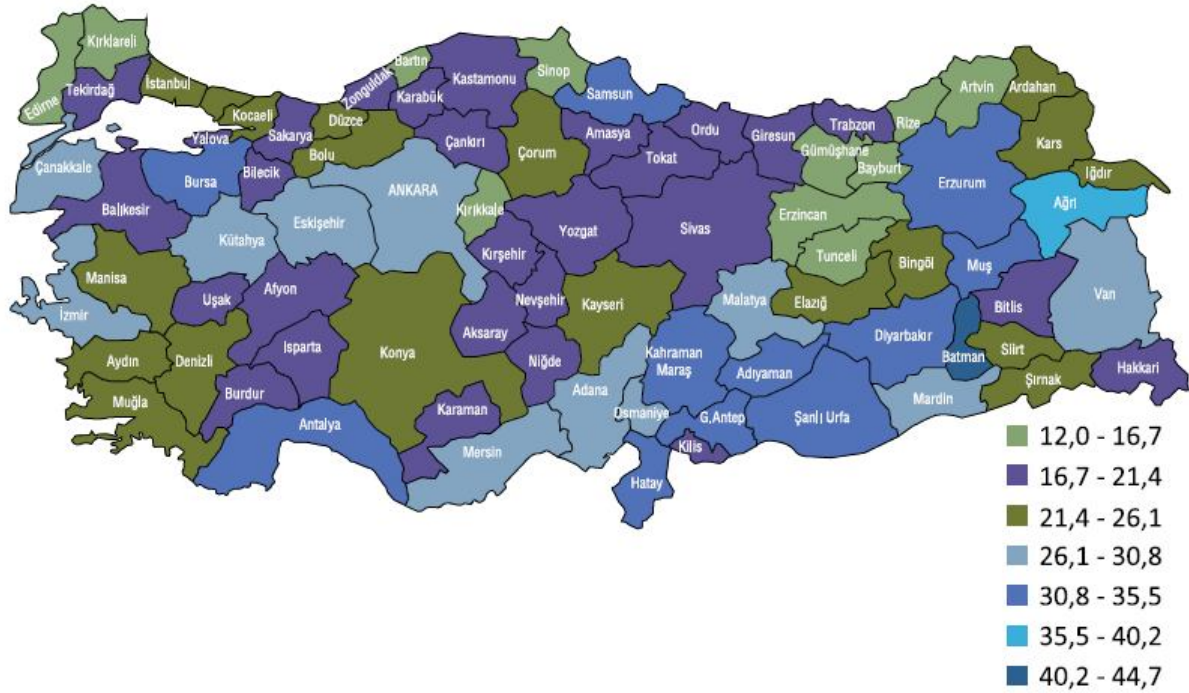 Kırklareli
Edirne
Tekirdağ
İstanbul
Kocaeli
Yalova
Sakarya
Düzce
Bolu
Zonguldak
Bartın
Karabük
Kastamonu
Çankırı
Sinop
Çorum
Samsun
Amasya
Tokat
Ordu
Giresun
Trabzon
Gümüşhane
Bayburt
Rize
Artvin
Ardahan
Kars
Iğdır
Çanakkale
Balıkesir
Bursa
Bilecik
Kütahya
Eskişehir
ANKARA
Kırıkkale
Kırşehir
Yozgat
Sivas
Erzincan
Tunceli
Erzurum
Ağrı
Manisa
İzmir
Uşak
Afyon
Isparta
Konya
Aksaray
Nevşehir
Niğde
Kayseri
Malatya
Elazığ
Bingöl
Muş
Bitlis
Van
Aydın
Denizli
Muğla
Burdur
Antalya
Karaman
Mersin
Adana
Osmaniye
Kahraman
Maraş
Adıyaman
Diyarbakır
Batman
Siirt
Şırnak
Hakkari
Mardin
Şanlı Urfa
G.Antep
Kilis
Hatay
12,0 - 16,7
16,7 - 21,4
21,4 - 26,1
26,1 - 30,8
30,8 - 35,5
35,5 - 40,2
40,2 - 44,7